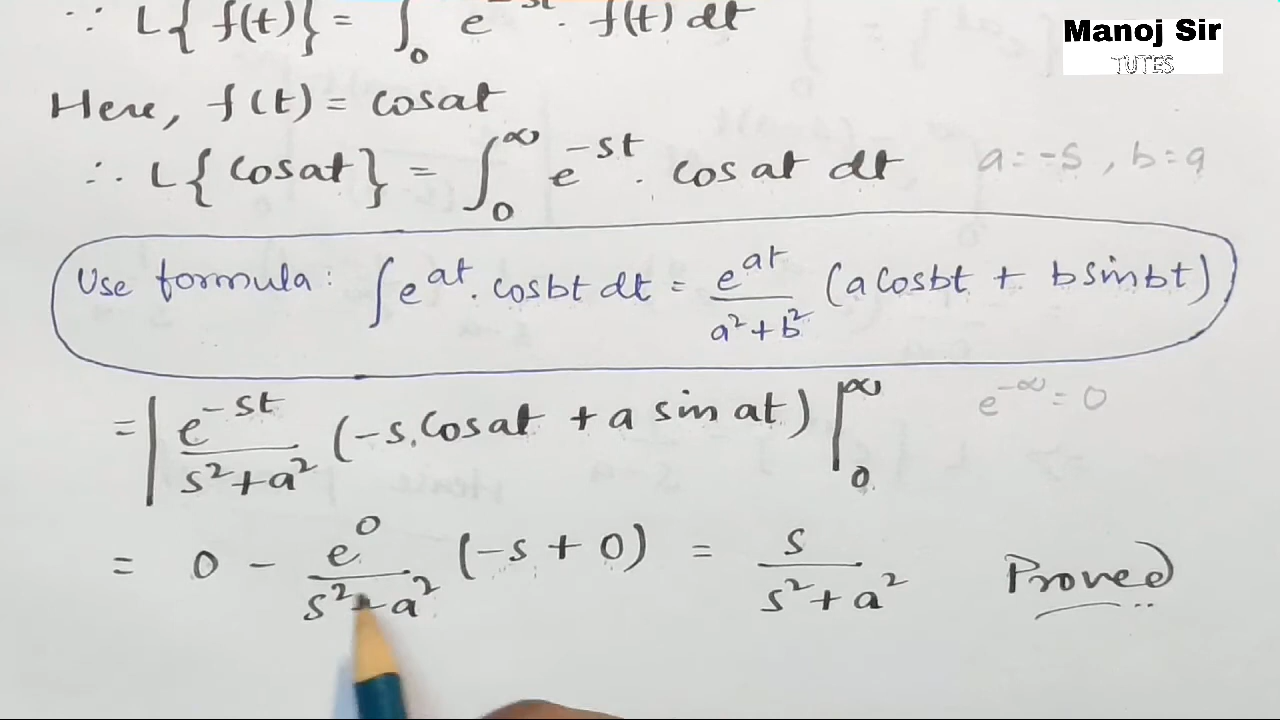 ∵ L{ f(t)} = ∫₀ e^-st · f(t) dt
Manoj Sir
TUTES
Here, f(t) = cosat
∴ L{ cosat } = ∫₀^∞ e^-st . cos at dt
a = -s , b = a
Use formula: ∫ e^at . cosbt dt = e^at / a²+b² (a cosbt + b sinbt)
= | e^-st / s²+a² (-s.cosat + a sin at) |₀^∞
e^-∞ = 0
= 0 - e^0 / s²+a² (-s + 0) = s / s²+a² Proved